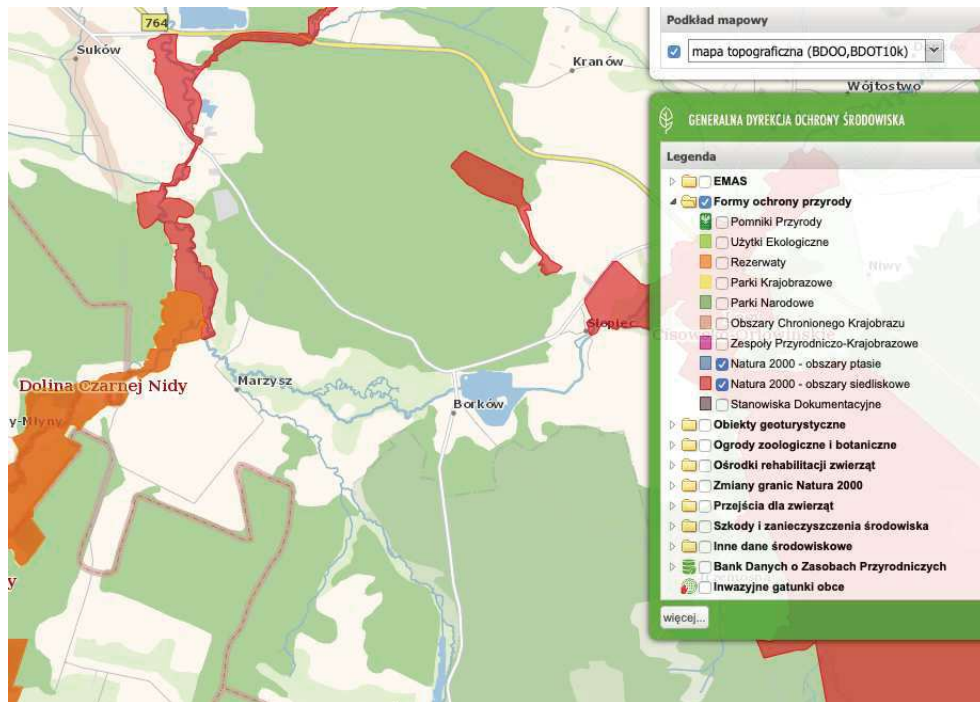 764
Suków
Kranów
Słopiec
Dolina Czarnej Nidy
y-Młyny
Marzysz
Borków
y
Podkład mapowy
mapa topograficzna (BDOO,BDOT10k)
Wójtostwo
GENERALNA DYREKCJA OCHRONY ŚRODOWISKA
Legenda
EMAS
Formy ochrony przyrody
Pomniki Przyrody
Użytki Ekologiczne
Rezerwaty
Niwy
Parki Krajobrazowe
Parki Narodowe
Obszary Chronionego Krajobrazu
Zespoły Przyrodniczo-Krajobrazowe
Natura 2000 - obszary ptasie
Natura 2000 - obszary siedliskowe
Stanowiska Dokumentacyjne
Obiekty geoturystyczne
Ogrody zoologiczne i botaniczne
Ośrodki rehabilitacji zwierząt
Zmiany granic Natura 2000
Przejścia dla zwierząt
Szkody i zanieczyszczenia środowiska
Inne dane środowiskowe
Bank Danych o Zasobach Przyrodniczych
Inwazyjne gatunki obce
więcej...